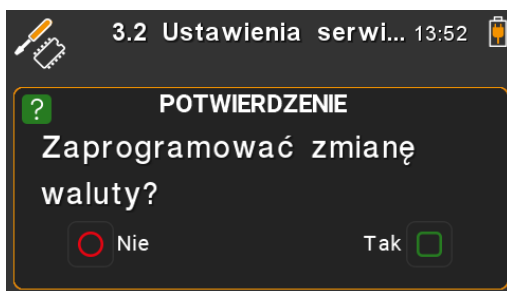 3.2 Ustawienia serwi... 13:52
? POTWIERDZENIE
Zaprogramować zmianę
waluty?
Nie Tak